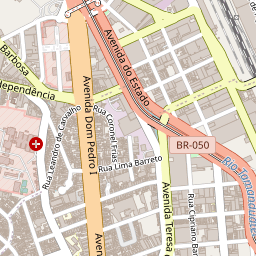 Barbosa
dependência
Avenida do Estado
Avenida Dom Pedro I
Rua Coronel Frias
Rua Leandro de Carvalho
BR-050
Rua Lima Barreto
Avenida Teresa
Rua Cipriano Ba
Rio Tamanduateí